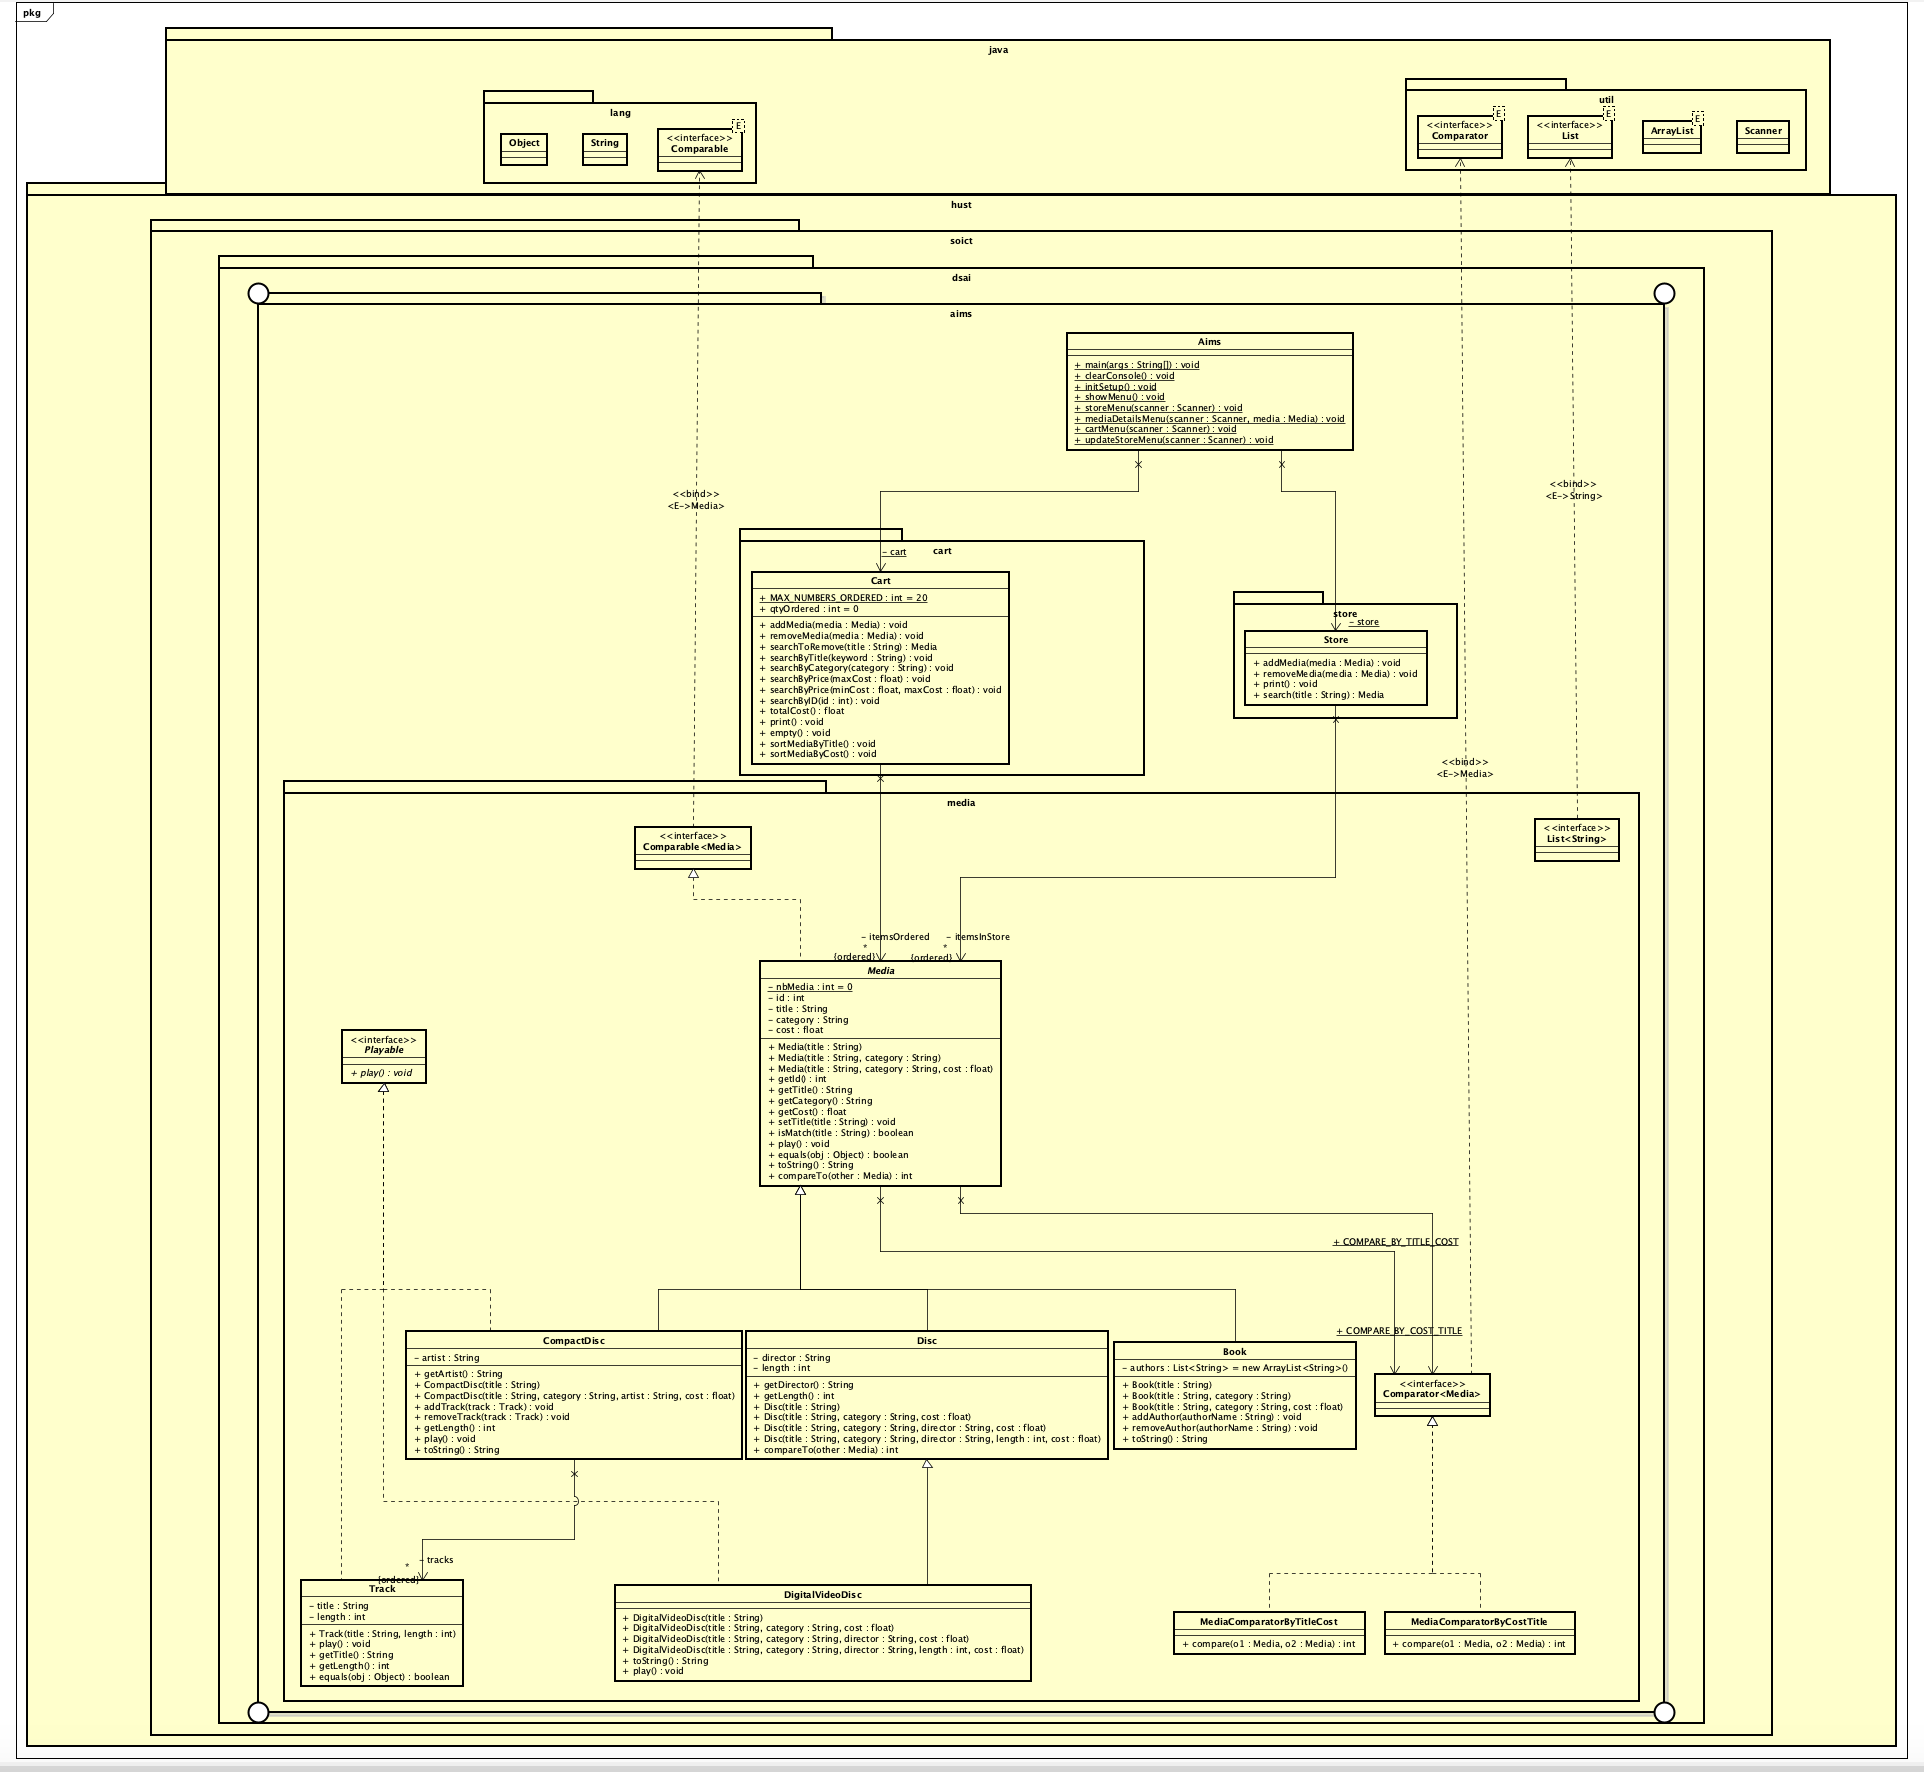 pkg
java
lang
Object
String
E
<<interface>>
Comparable
util
E
<<interface>>
Comparator
E
<<interface>>
List
E
ArrayList
Scanner
hust
soict
dsai
aims
Aims
+ main(args : String[]) : void
+ clearConsole() : void
+ initSetup() : void
+ showMenu() : void
+ storeMenu(scanner : Scanner) : void
+ mediaDetailsMenu(scanner : Scanner, media : Media) : void
+ cartMenu(scanner : Scanner) : void
+ updateStoreMenu(scanner : Scanner) : void
<<bind>>
<E->Media>
<<bind>>
<E->String>
cart
- cart
Cart
+ MAX_NUMBERS_ORDERED : int = 20
+ qtyOrdered : int = 0
+ addMedia(media : Media) : void
+ removeMedia(media : Media) : void
+ searchToRemove(title : String) : Media
+ searchByTitle(keyword : String) : void
+ searchByCategory(category : String) : void
+ searchByPrice(maxCost : float) : void
+ searchByPrice(minCost : float, maxCost : float) : void
+ searchByID(id : int) : void
+ totalCost() : float
+ print() : void
+ empty() : void
+ sortMediaByTitle() : void
+ sortMediaByCost() : void
store
- store
Store
+ addMedia(media : Media) : void
+ removeMedia(media : Media) : void
+ print() : void
+ search(title : String) : Media
<<bind>>
<E->Media>
media
<<interface>>
Comparable<Media>
<<interface>>
List<String>
- itemsOrdered
*
{ordered}
- itemsInStore
*
{ordered}
Media
- nbMedia : int = 0
- id : int
- title : String
- category : String
- cost : float
+ Media(title : String)
+ Media(title : String, category : String)
+ Media(title : String, category : String, cost : float)
+ getId() : int
+ getTitle() : String
+ getCategory() : String
+ getCost() : float
+ setTitle(title : String) : void
+ isMatch(title : String) : boolean
+ play() : void
+ equals(obj : Object) : boolean
+ toString() : String
+ compareTo(other : Media) : int
<<interface>>
Playable
+ play() : void
+ COMPARE_BY_TITLE_COST
+ COMPARE_BY_COST_TITLE
CompactDisc
- artist : String
+ getArtist() : String
+ CompactDisc(title : String)
+ CompactDisc(title : String, category : String, artist : String, cost : float)
+ addTrack(track : Track) : void
+ removeTrack(track : Track) : void
+ getLength() : int
+ play() : void
+ toString() : String
Disc
- director : String
- length : int
+ getDirector() : String
+ getLength() : int
+ Disc(title : String)
+ Disc(title : String, category : String, cost : float)
+ Disc(title : String, category : String, director : String, cost : float)
+ Disc(title : String, category : String, director : String, length : int, cost : float)
+ compareTo(other : Media) : int
Book
- authors : List<String> = new ArrayList<String>()
+ Book(title : String)
+ Book(title : String, category : String)
+ Book(title : String, category : String, cost : float)
+ addAuthor(authorName : String) : void
+ removeAuthor(authorName : String) : void
+ toString() : String
<<interface>>
Comparator<Media>
- tracks
*
{ordered}
Track
- title : String
- length : int
+ Track(title : String, length : int)
+ play() : void
+ getTitle() : String
+ getLength() : int
+ equals(obj : Object) : boolean
DigitalVideoDisc
+ DigitalVideoDisc(title : String)
+ DigitalVideoDisc(title : String, category : String, cost : float)
+ DigitalVideoDisc(title : String, category : String, director : String, cost : float)
+ DigitalVideoDisc(title : String, category : String, director : String, length : int, cost : float)
+ toString() : String
+ play() : void
MediaComparatorByTitleCost
+ compare(o1 : Media, o2 : Media) : int
MediaComparatorByCostTitle
+ compare(o1 : Media, o2 : Media) : int